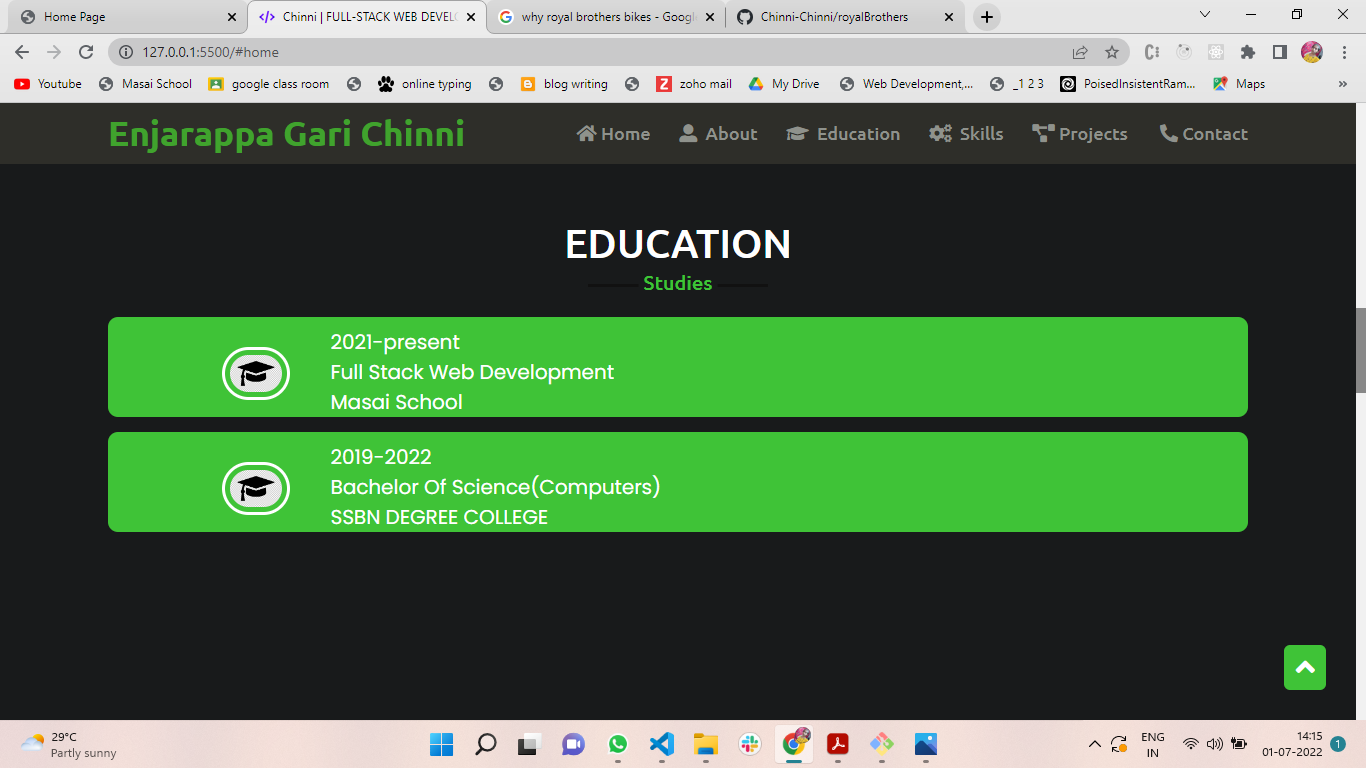 Home Page
Chinni | FULL-STACK WEB DEVELO
why royal brothers bikes - Googl
Chinni-Chinni/royalBrothers
127.0.0.1:5500/#home
Youtube
Masai School
google class room
online typing
blog writing
zoho mail
My Drive
Web Development,...
_1 2 3
PoisedInsistentRam...
Maps
»
Enjarappa Gari Chinni
Home
About
Education
Skills
Projects
Contact
EDUCATION
Studies
2021-present
Full Stack Web Development
Masai School
2019-2022
Bachelor Of Science(Computers)
SSBN DEGREE COLLEGE
29°C
Partly sunny
ENG
IN
14:15
01-07-2022
1